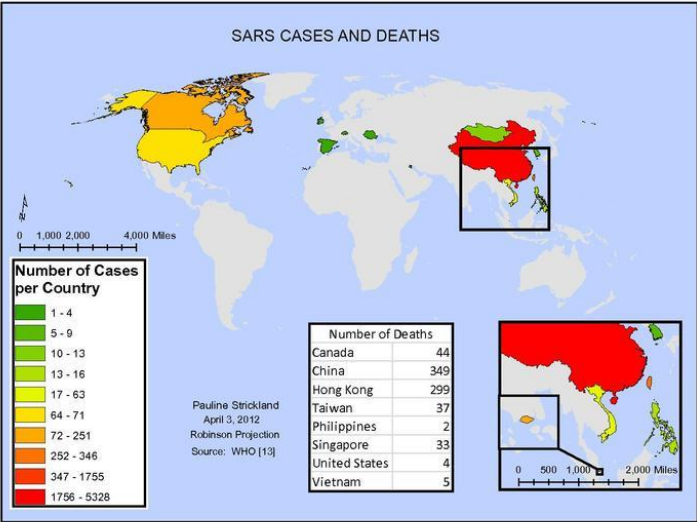 SARS CASES AND DEATHS
0 1,000 2,000 4,000 Miles
Number of Cases
per Country
1 - 4
5 - 9
10 - 13
13 - 16
17 - 63
64 - 71
72 - 251
252 - 346
347 - 1755
1756 - 5328
Pauline Strickland
April 3, 2012
Robinson Projection
Source: WHO [13]
Number of Deaths
Canada 44
China 349
Hong Kong 299
Taiwan 37
Philippines 2
Singapore 33
United States 4
Vietnam 5
0 500 1,000 2,000 Miles